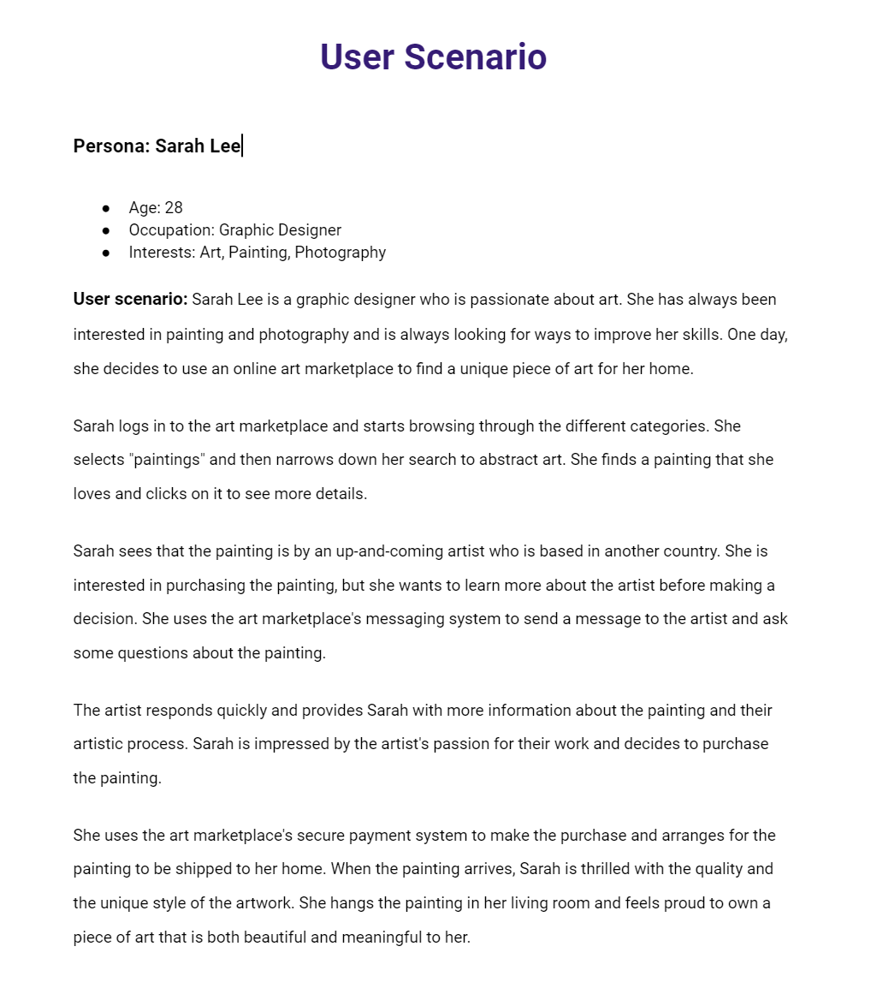 User Scenario
Persona: Sarah Lee
● Age: 28
● Occupation: Graphic Designer
● Interests: Art, Painting, Photography
User scenario: Sarah Lee is a graphic designer who is passionate about art. She has always been
interested in painting and photography and is always looking for ways to improve her skills. One day,
she decides to use an online art marketplace to find a unique piece of art for her home.
Sarah logs in to the art marketplace and starts browsing through the different categories. She
selects "paintings" and then narrows down her search to abstract art. She finds a painting that she
loves and clicks on it to see more details.
Sarah sees that the painting is by an up-and-coming artist who is based in another country. She is
interested in purchasing the painting, but she wants to learn more about the artist before making a
decision. She uses the art marketplace's messaging system to send a message to the artist and ask
some questions about the painting.
The artist responds quickly and provides Sarah with more information about the painting and their
artistic process. Sarah is impressed by the artist's passion for their work and decides to purchase
the painting.
She uses the art marketplace's secure payment system to make the purchase and arranges for the
painting to be shipped to her home. When the painting arrives, Sarah is thrilled with the quality and
the unique style of the artwork. She hangs the painting in her living room and feels proud to own a
piece of art that is both beautiful and meaningful to her.